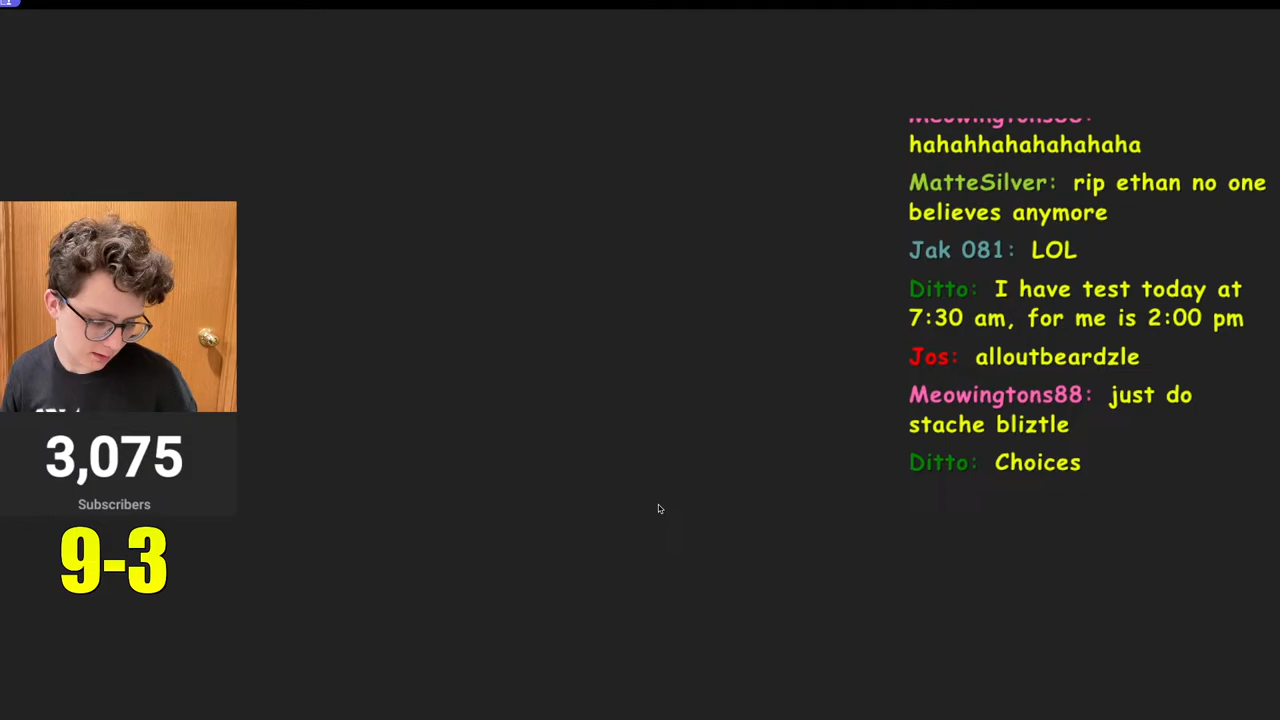 Meowingtons88:
hahahhahahahahaha
MatteSilver: rip ethan no one
believes anymore
Jak 081: LOL
Ditto: I have test today at
7:30 am, for me is 2:00 pm
Jos: alloutbeardzle
Meowingtons88: just do
stache bliztle
Ditto: Choices
3,075
Subscribers
9-3